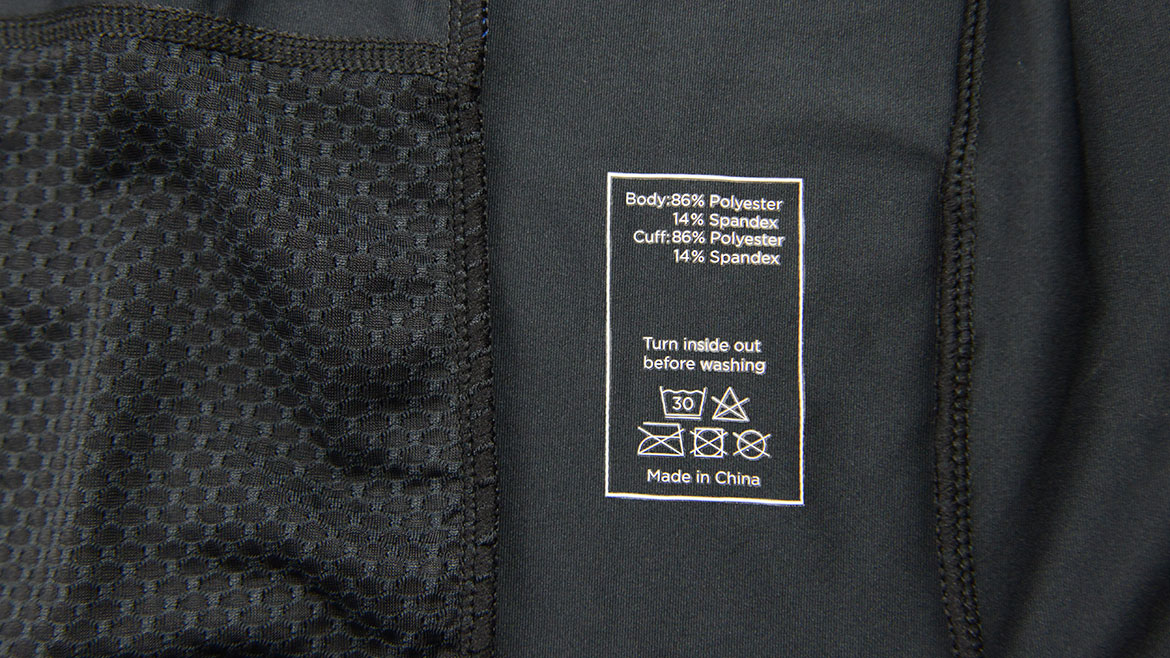 Body:86% Polyester
14% Spandex
Cuff:86% Polyester
14% Spandex
Turn inside out
before washing
30
Made in China